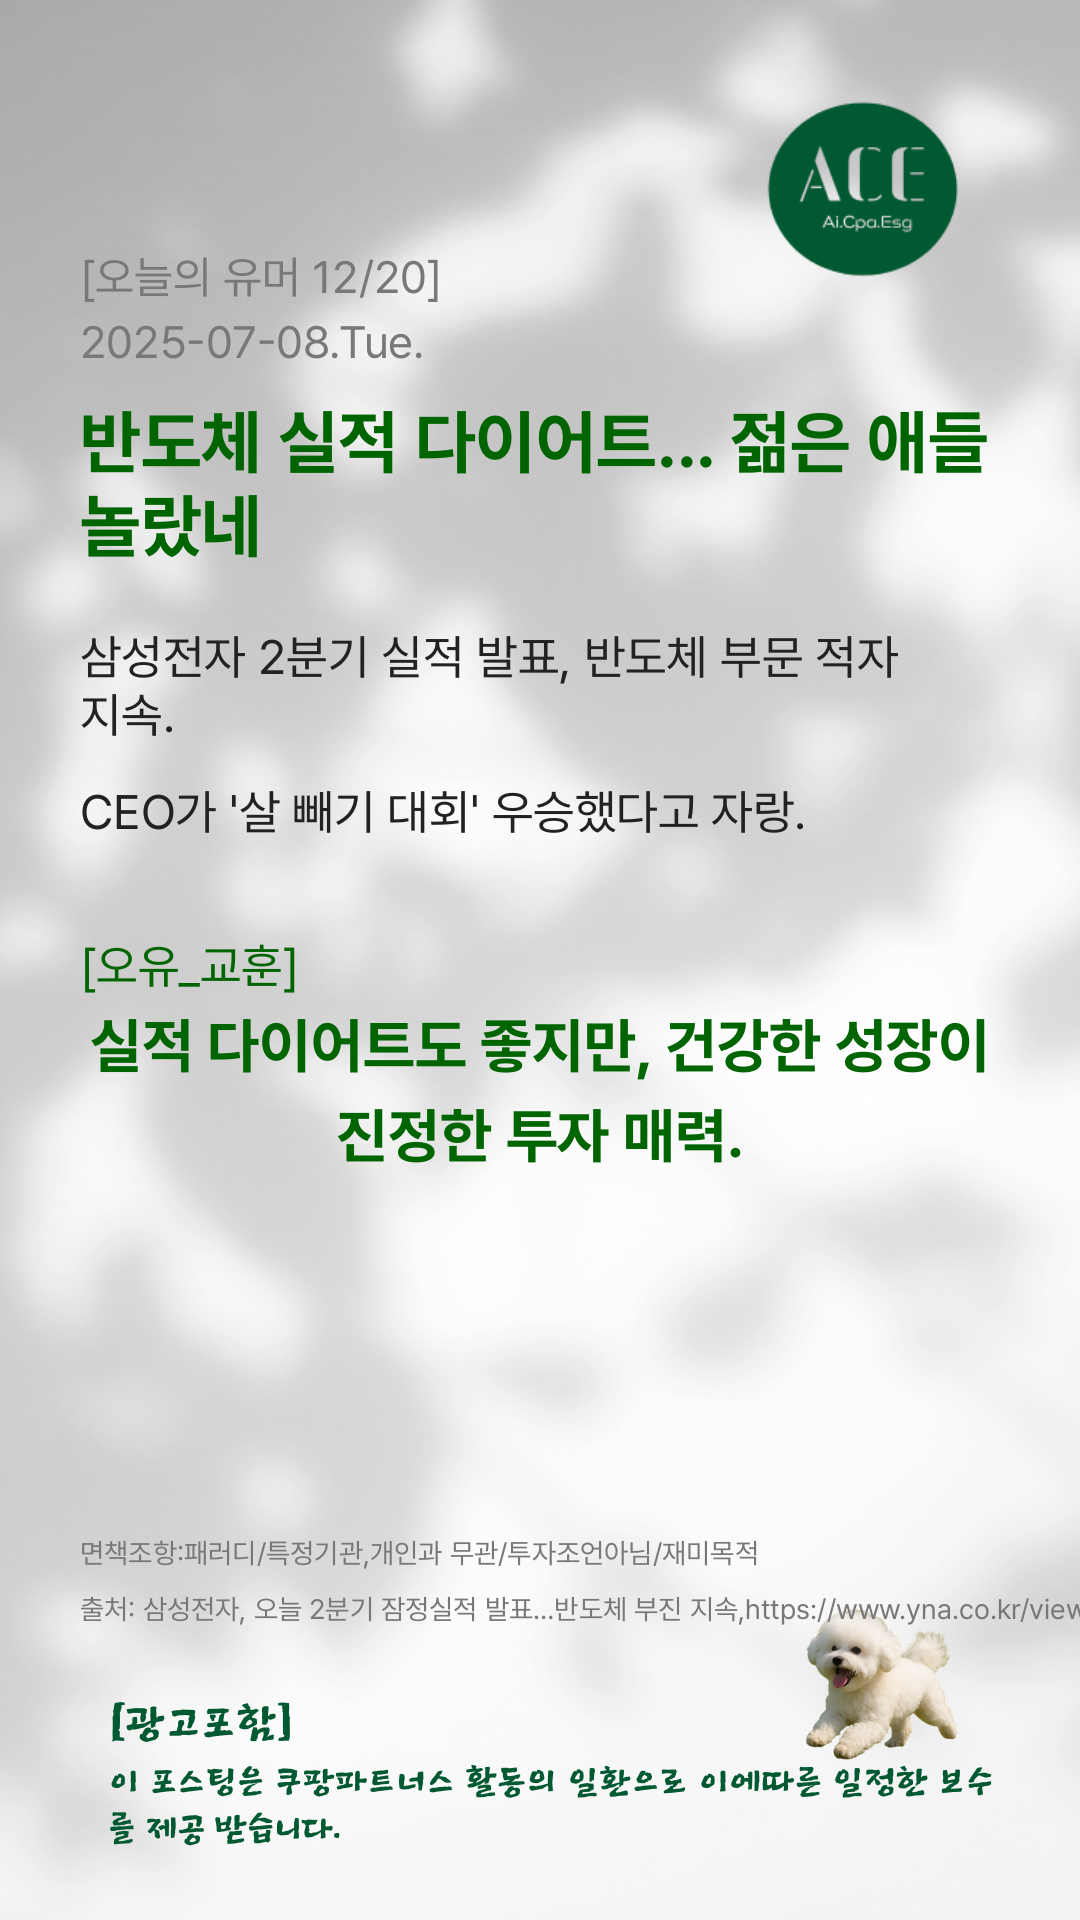 ACE
Ai.Cpa.Esg
[오늘의 유머 12/20]
2025-07-08.Tue.
반도체 실적 다이어트... 젊은 애들
놀랐네
삼성전자 2분기 실적 발표, 반도체 부문 적자
지속.
CEO가 '살 빼기 대회' 우승했다고 자랑.
[오유_교훈]
실적 다이어트도 좋지만, 건강한 성장이
진정한 투자 매력.
면책조항:패러디/특정기관,개인과 무관/투자조언아님/재미목적
출처: 삼성전자, 오늘 2분기 잠정실적 발표...반도체 부진 지속,https://www.yna.co.kr/view
[광고포함]
이 포스팅은 쿠팡파트너스 활동의 일환으로 이에따른 일정한 보수
를 제공 받습니다.